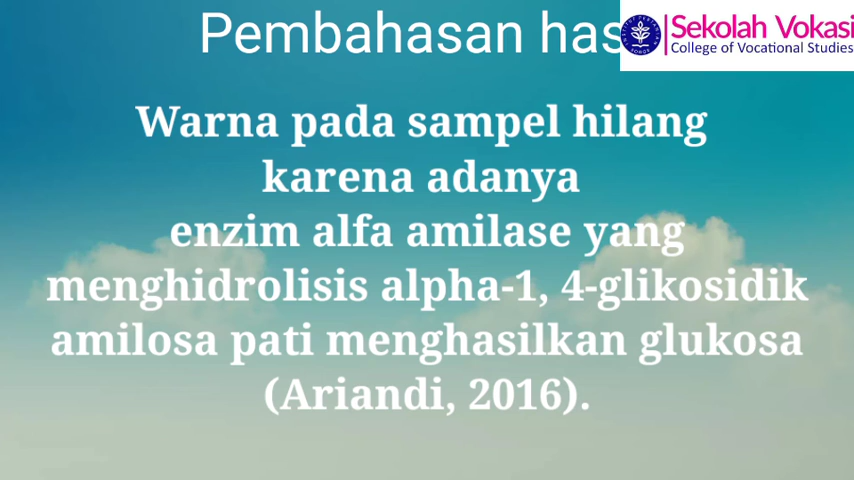 Pembahasan has
Sekolah Vokasi
College of Vocational Studies
Warna pada sampel hilang
karena adanya
enzim alfa amilase yang
menghidrolisis alpha-1, 4-glikosidik
amilosa pati menghasilkan glukosa
(Ariandi, 2016).